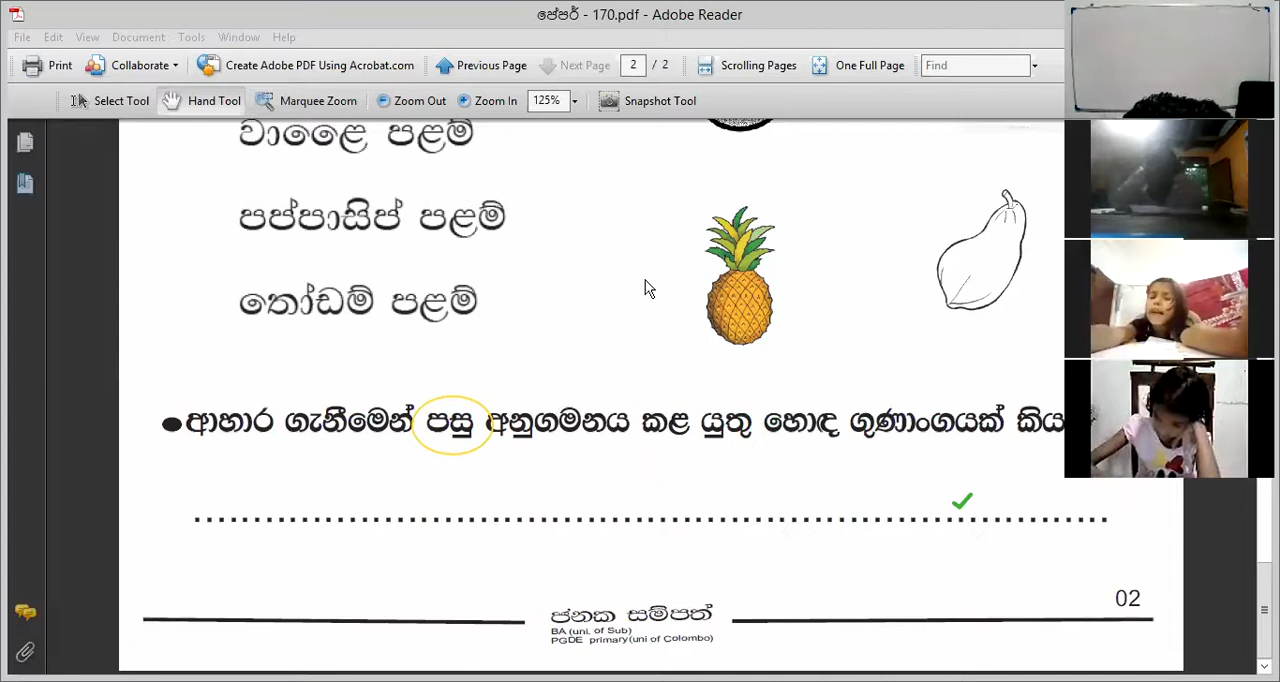 පේපර් - 170.pdf - Adobe Reader
File Edit View Document Tools Window Help
Print Collaborate Create Adobe PDF Using Acrobat.com Previous Page Next Page 2 / 2 Scrolling Pages One Full Page Find
Select Tool Hand Tool Marquee Zoom Zoom Out Zoom In 125% Snapshot Tool
වාළෛ පළම්
පප්පාසිප් පළම්
තෝඩම් පළම්
ආහාර ගැනීමෙන් පසු අනුගමනය කළ යුතු හොඳ ගුණාංගයක් කිය
02
ජනක සම්පත්
BA (uni. of Sub)
PGDE primary(uni of Colombo)